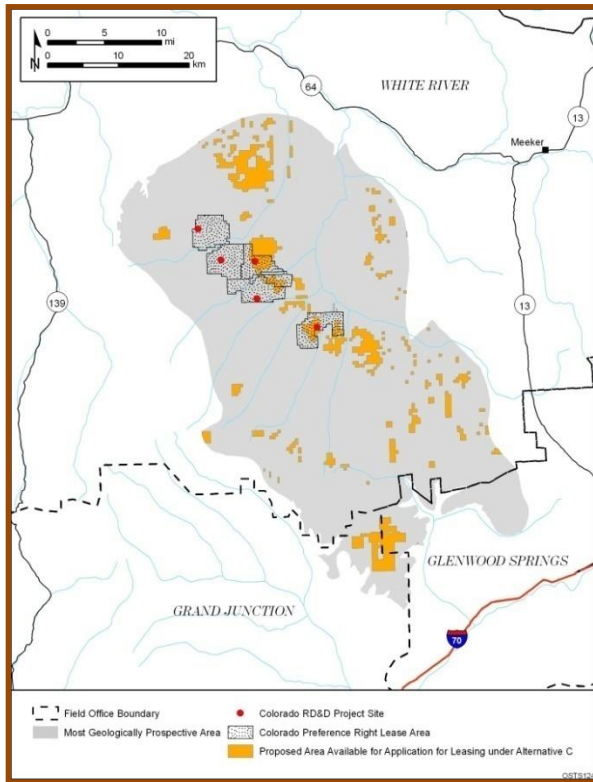 0 5 10
mi
N
0 10 20
km
WHITE RIVER
64
13
Meeker
139
13
GLENWOOD SPRINGS
GRAND JUNCTION
70
Field Office Boundary
Colorado RD&D Project Site
Most Geologically Prospective Area
Colorado Preference Right Lease Area
Proposed Area Available for Application for Leasing under Alternative C